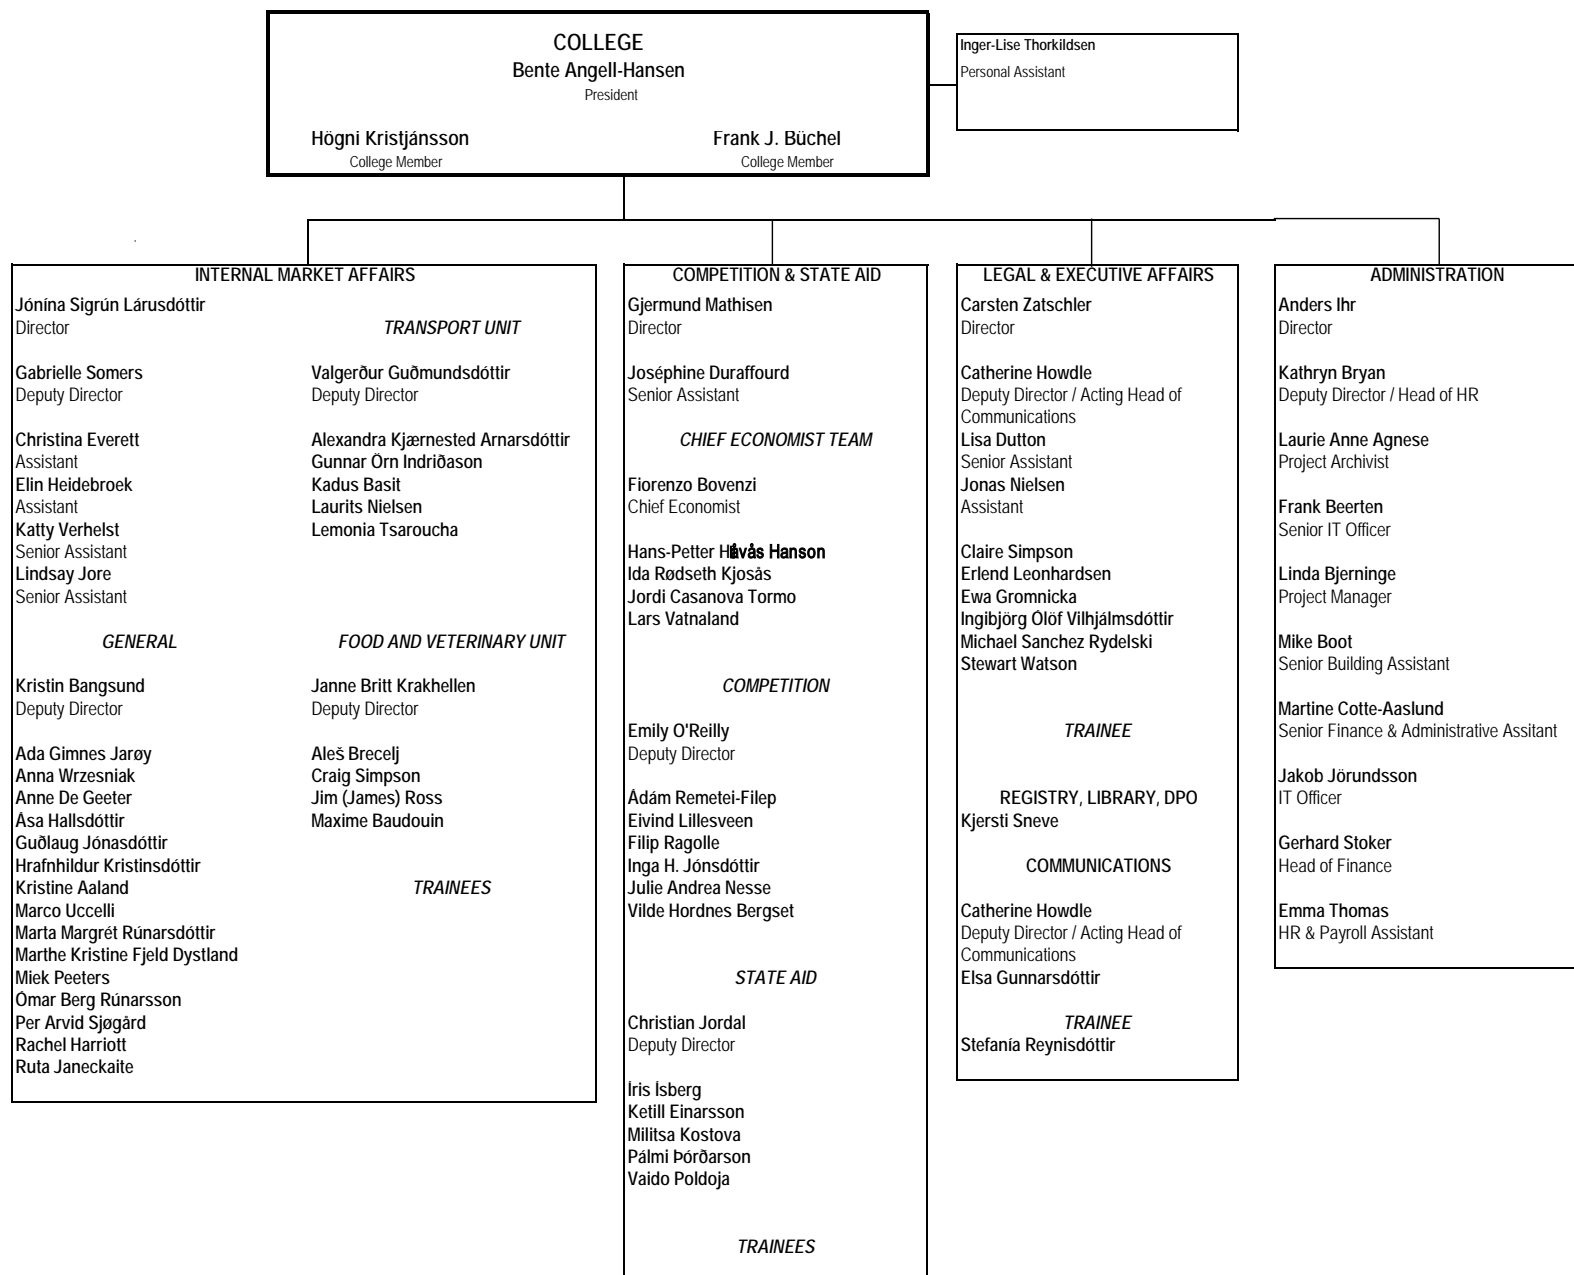 COLLEGE
Bente Angell-Hansen
President
Högni Kristjánsson
College Member
Frank J. Büchel
College Member
Inger-Lise Thorkildsen
Personal Assistant
INTERNAL MARKET AFFAIRS
Jónína Sigrún Lárusdóttir
Director
Gabrielle Somers
Deputy Director
Christina Everett
Assistant
Elin Heidebroek
Assistant
Katty Verhelst
Senior Assistant
Lindsay Jore
Senior Assistant
GENERAL
Kristin Bangsund
Deputy Director
Ada Gimnes Jarøy
Anna Wrzesniak
Anne De Geeter
Ása Hallsdóttir
Guðlaug Jónasdóttir
Hrafnhildur Kristinsdóttir
Kristine Aaland
Marco Uccelli
Marta Margrét Rúnarsdóttir
Marthe Kristine Fjeld Dystland
Miek Peeters
Ómar Berg Rúnarsson
Per Arvid Sjøgård
Rachel Harriott
Ruta Janeckaite
TRANSPORT UNIT
Valgerður Guðmundsdóttir
Deputy Director
Alexandra Kjærnested Arnarsdóttir
Gunnar Örn Indriðason
Kadus Basit
Laurits Nielsen
Lemonia Tsaroucha
FOOD AND VETERINARY UNIT
Janne Britt Krakhellen
Deputy Director
Aleš Brecelj
Craig Simpson
Jim (James) Ross
Maxime Baudouin
TRAINEES
COMPETITION & STATE AID
Gjermund Mathisen
Director
Joséphine Duraffourd
Senior Assistant
CHIEF ECONOMIST TEAM
Fiorenzo Bovenzi
Chief Economist
Hans-Petter Håvås Hanson
Ida Rødseth Kjosås
Jordi Casanova Tormo
Lars Vatnaland
COMPETITION
Emily O'Reilly
Deputy Director
Ádám Remetei-Filep
Eivind Lillesveen
Filip Ragolle
Inga H. Jónsdóttir
Julie Andrea Nesse
Vilde Hordnes Bergset
STATE AID
Christian Jordal
Deputy Director
Íris Ísberg
Ketill Einarsson
Militsa Kostova
Pálmi Þórðarson
Vaido Poldoja
TRAINEES
LEGAL & EXECUTIVE AFFAIRS
Carsten Zatschler
Director
Catherine Howdle
Deputy Director / Acting Head of
Communications
Lisa Dutton
Senior Assistant
Jonas Nielsen
Assistant
Claire Simpson
Erlend Leonhardsen
Ewa Gromnicka
Ingibjörg Ólöf Vilhjálmsdóttir
Michael Sanchez Rydelski
Stewart Watson
TRAINEE
REGISTRY, LIBRARY, DPO
Kjersti Sneve
COMMUNICATIONS
Catherine Howdle
Deputy Director / Acting Head of
Communications
Elsa Gunnarsdóttir
TRAINEE
Stefanía Reynisdóttir
ADMINISTRATION
Anders Ihr
Director
Kathryn Bryan
Deputy Director / Head of HR
Laurie Anne Agnese
Project Archivist
Frank Beerten
Senior IT Officer
Linda Bjerninge
Project Manager
Mike Boot
Senior Building Assistant
Martine Cotte-Aaslund
Senior Finance & Administrative Assitant
Jakob Jörundsson
IT Officer
Gerhard Stoker
Head of Finance
Emma Thomas
HR & Payroll Assistant